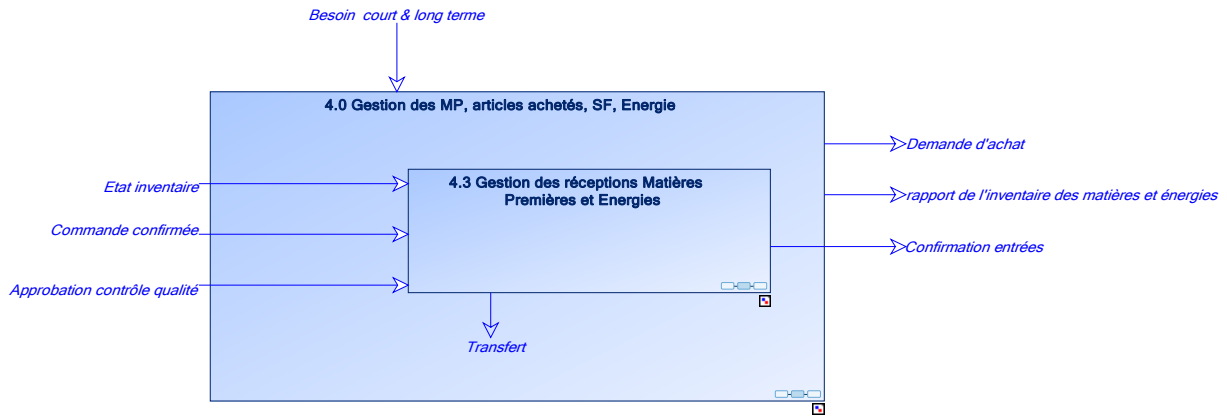 Besoin court & long terme
4.0 Gestion des MP, articles achetés, SF, Energie
Demande d'achat
Etat inventaire
4.3 Gestion des réceptions Matières
Premières et Energies
rapport de l'inventaire des matières et énergies
Commande confirmée
Confirmation entrées
Approbation contrôle qualité
Transfert